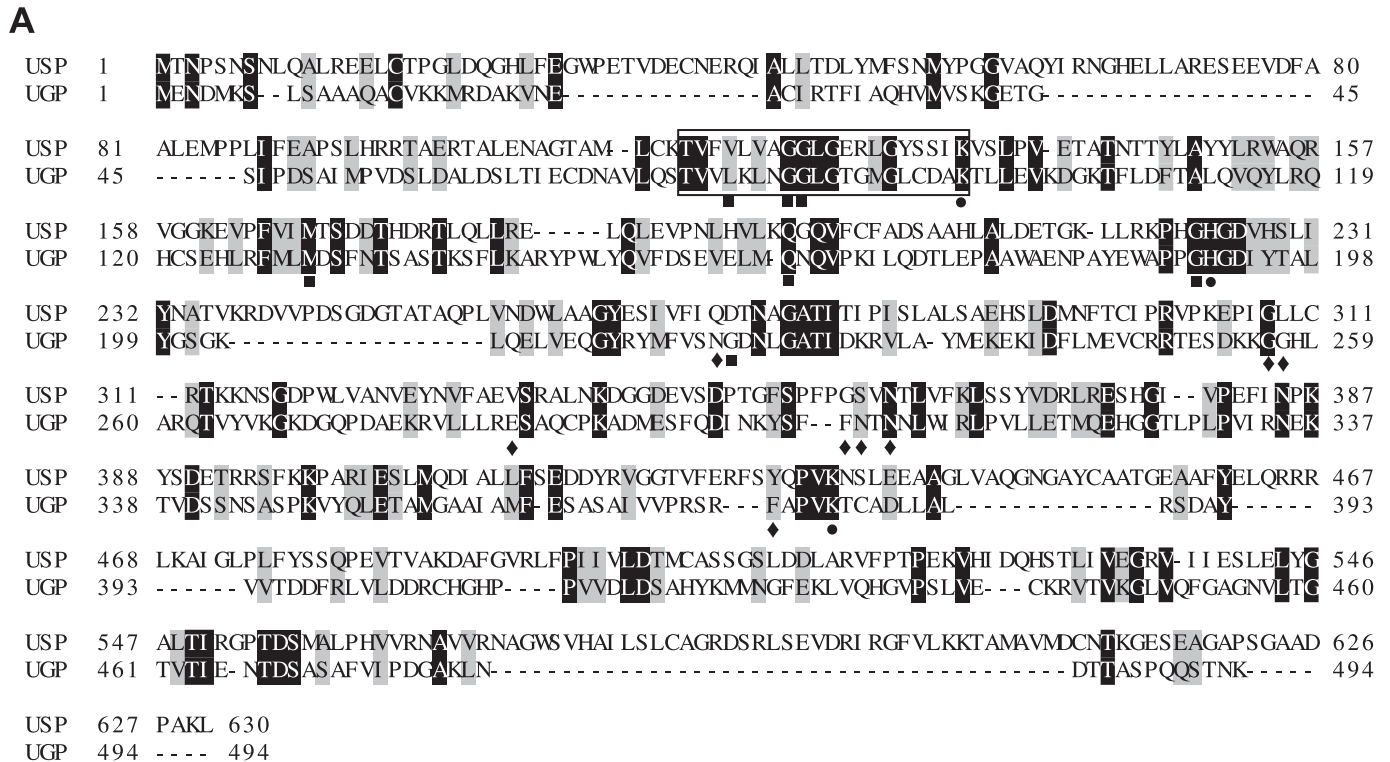 A
USP 1 MTNPSNSNLQALREEELCTPGLDQGHLFEGWPETVDECNERQIALLTDLYMFSNMYPGGVAQYIRNGHELLARESEEVDFA 80
UGP 1 MENDMKS--LSAAAQACVKKMRDAKVNE--------------ACIRTFIAQHVMVSKGETG------------------- 45
USP 81 ALEMPPLIFEAPSLHRRTAERTALENAGTAM--LCKTVFVLVAGGLGERLGYSSIKVSLPV-ETATNTTYLAYYLRWAQR 157
UGP 45 ------SIPDSAIMPVDSLDALDSLTIECDNAVLQSTVVLKLNGGLGTGMGLCDAKTLLEVKDGKTFLDFTALQVQYLRQ 119
USP 158 VGGKEVPFVIMTSDDTHDRTLQLLRE-----LQLEVPNLHVLKQGQVFCFADSAAHLALDETGK-LLRKPHGHGDVHSLI 231
UGP 120 HCSEHLRFMLMDSFNTSASTKSFLKARYPWLYQVFDSEVELM-QNQVPKILQDTLEPAAWAENPAYEWAPPGHGDIYTAL 198
USP 232 YNATVKRDVVPDSGDGTATAQPLVNDWLAAGYESIVFIQDTNAGATITIPISLALSAEHSLDMNFTCIPRVPKEPIGLLC 311
UGP 199 YGSGK------------------LQELVEQGYRYMFVSNGDNLGATIDKRVLA-YMEKEKIDFLMEVCRRTESDKKGGHL 259
USP 311 --RTKKNSGDPWLVANVEYNVFAEVSRALNKDGGDEVSDPTGFSPFPGSVNTLVFKLSSYVDRLRESHGI--VPEFINPK 387
UGP 260 ARQTVYVKGKDGQPDAEKRVLLLRESAQCPKADMESFQDINKYSF--FNTNNLWIRLPVLLETMQEHGGTLPLPVIRNEK 337
USP 388 YSDETRRSFKKPARIESLMQDIALLFSEDDYRVGGTVFERFSYQPVKNSLEEAAGLVAQGNGAYCAATGEAAFYELQRRR 467
UGP 338 TVDSSNSASPKVYQLETAMGAAIAMF-ESASAIVVPRSR---FAPVKTCADLLAL--------------RSDAY------ 393
USP 468 LKAIGLPLFYSSQPEVTVAKDAFGVRLFPIIVLDTMCASSGSLDDLARVFPTPEKVHIDQHSTLIVEGRV-IIESLELYG 546
UGP 393 ------VVTDDFRLVLDDRCHGHP----PVVDLDSAHYKMMNGFEKLVQHGVPSLVE---CKRVTVKGLVQFGAGNVLTG 460
USP 547 ALTIRGPTDSMALPHVVRNAVVRNAGWSVHAILSLCAGRDSRLSEVDRIRGFVLKKTAMAVMDCNTKGESEAGAPSGAAD 626
UGP 461 TVTIE-NTDSASAFVIPDGAKLN----------------------------------------DTTASPQQSTNK----- 494
USP 627 PAKL 630
UGP 494 ---- 494